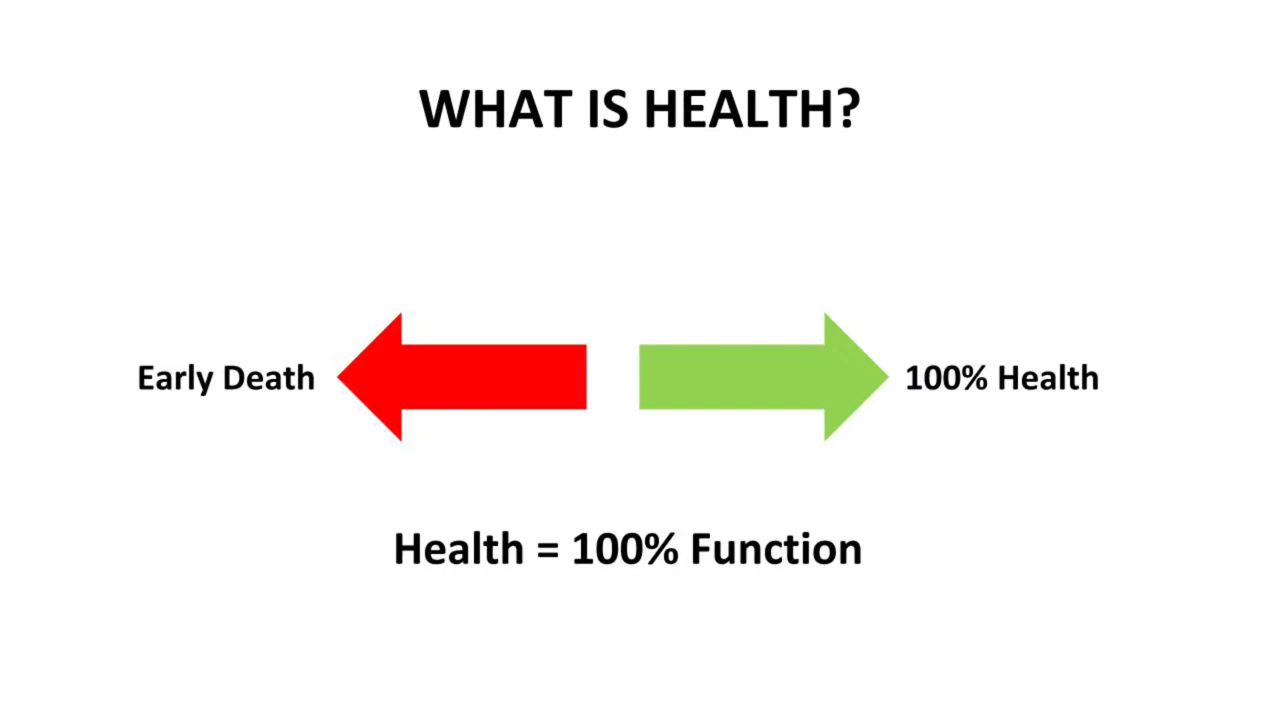 WHAT IS HEALTH?
Early Death
100% Health
Health = 100% Function